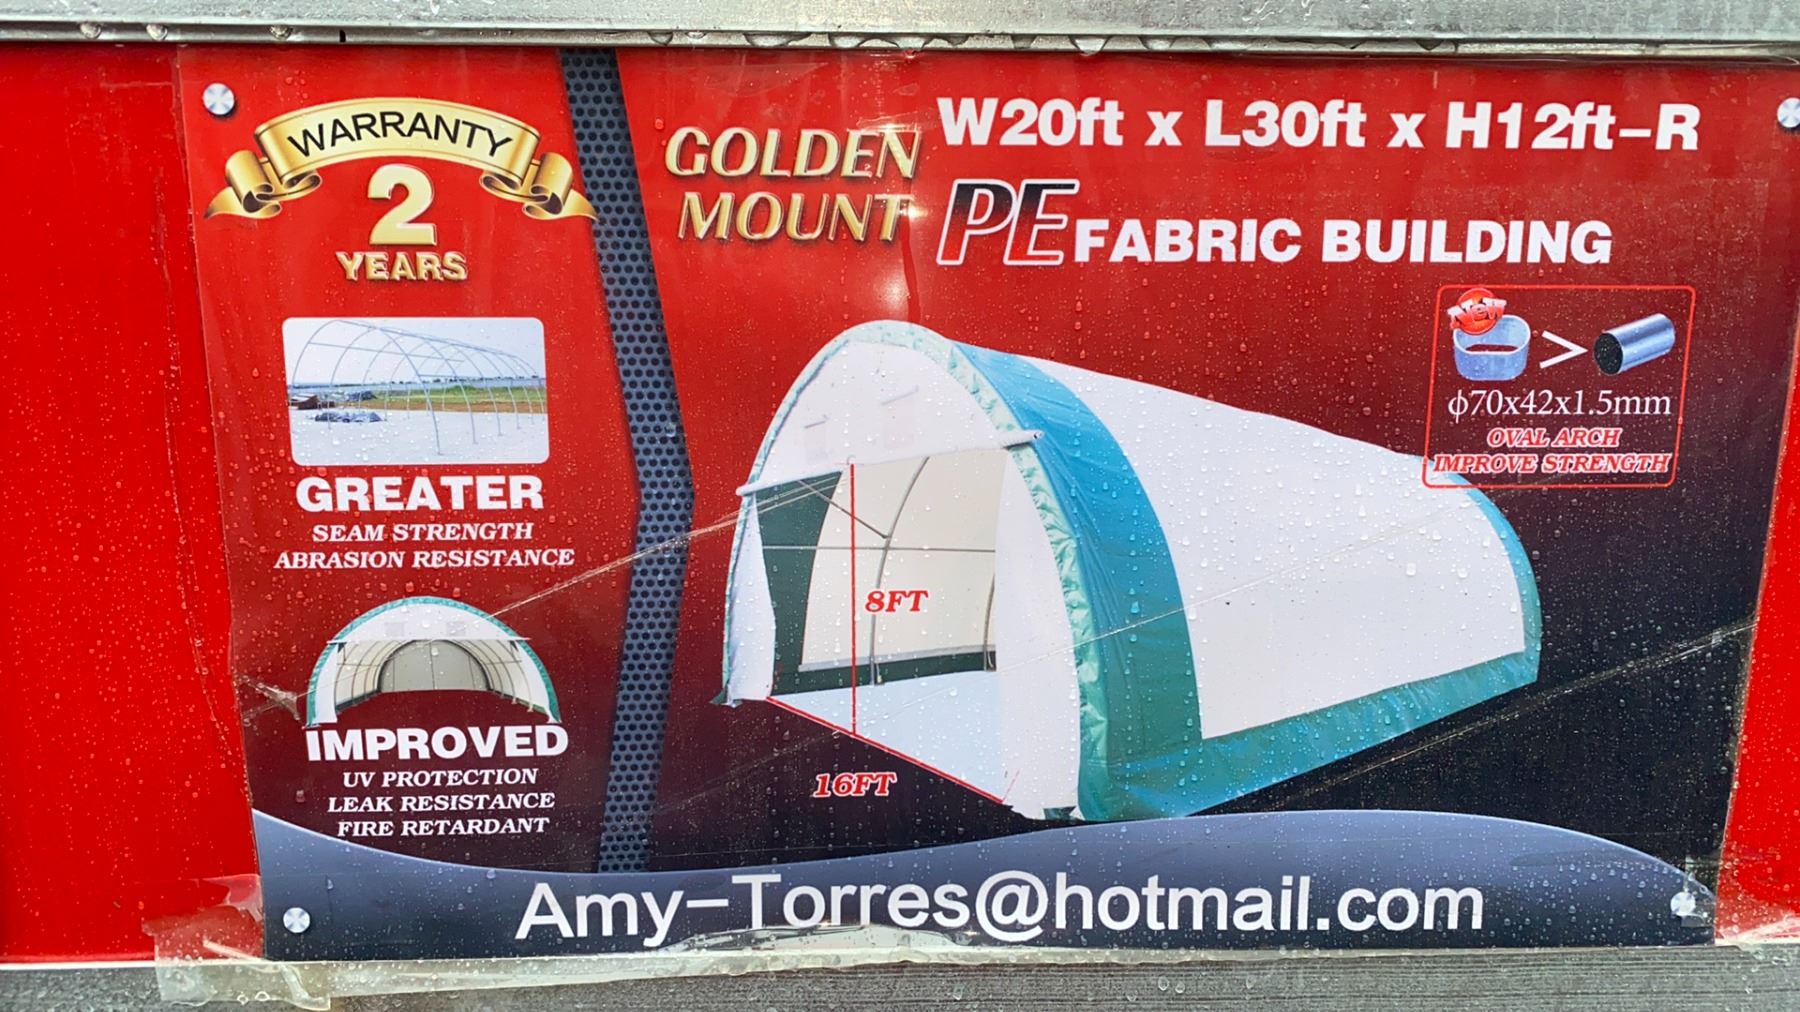 WARRANTY
2
YEARS
GREATER
SEAM STRENGTH
ABRASION RESISTANCE
IMPROVED
UV PROTECTION
LEAK RESISTANCE
FIRE RETARDANT
GOLDEN
MOUNT
W20ft x L30ft x H12ft-R
PE FABRIC BUILDING
New
>
ф70x42x1.5mm
OVAL ARCH
IMPROVE STRENGTH
8FT
16FT
Amy-Torres@hotmail.com